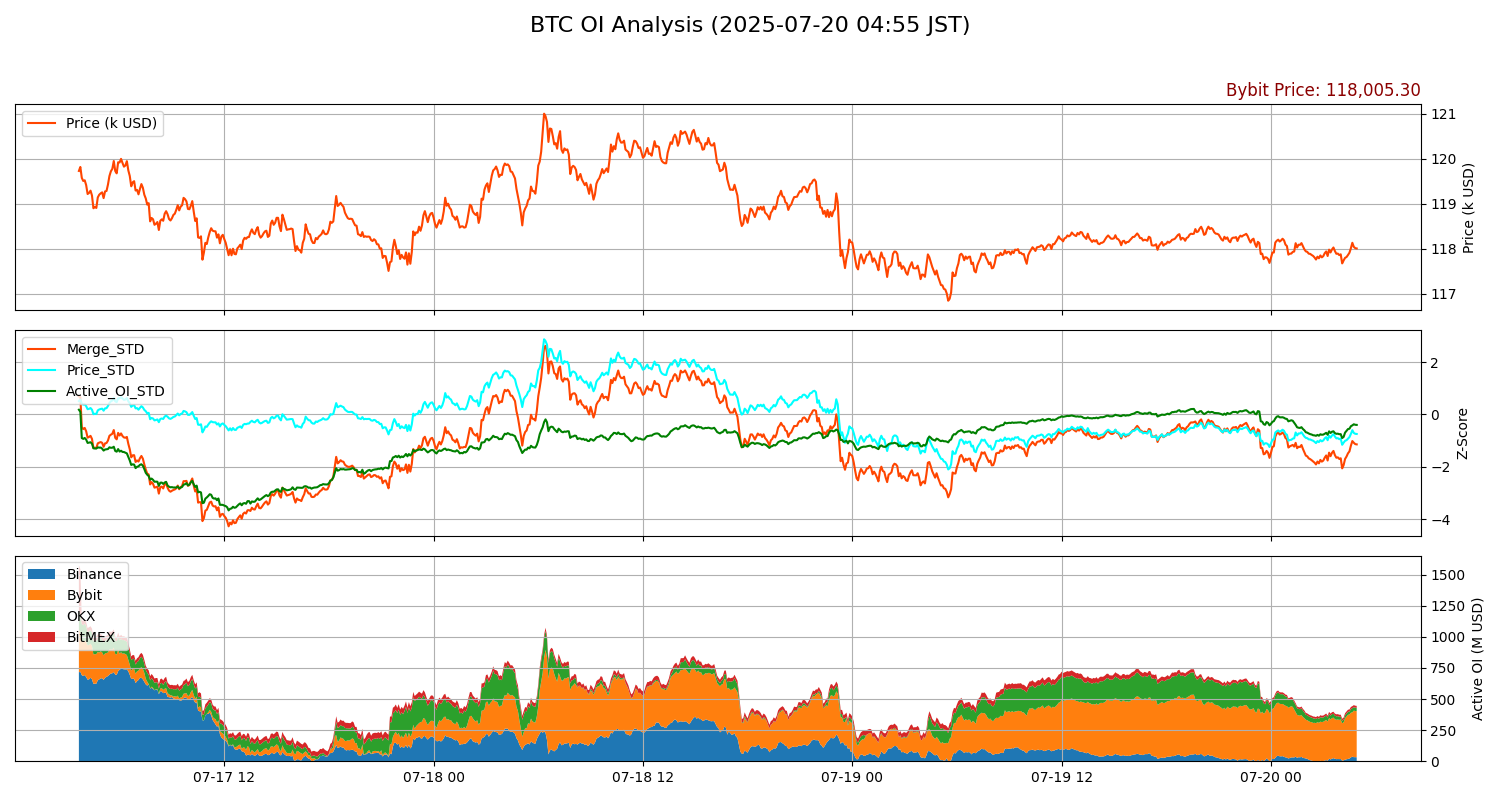 BTC OI Analysis (2025-07-20 04:55 JST)
Bybit Price: 118,005.30
Price (k USD)
121
120
119
118
117
Price (k USD)
Merge_STD
Price_STD
Active_OI_STD
2
0
−2
−4
Z-Score
Binance
Bybit
OKX
BitMEX
1500
1250
1000
750
500
250
0
Active OI (M USD)
07-17 12
07-18 00
07-18 12
07-19 00
07-19 12
07-20 00